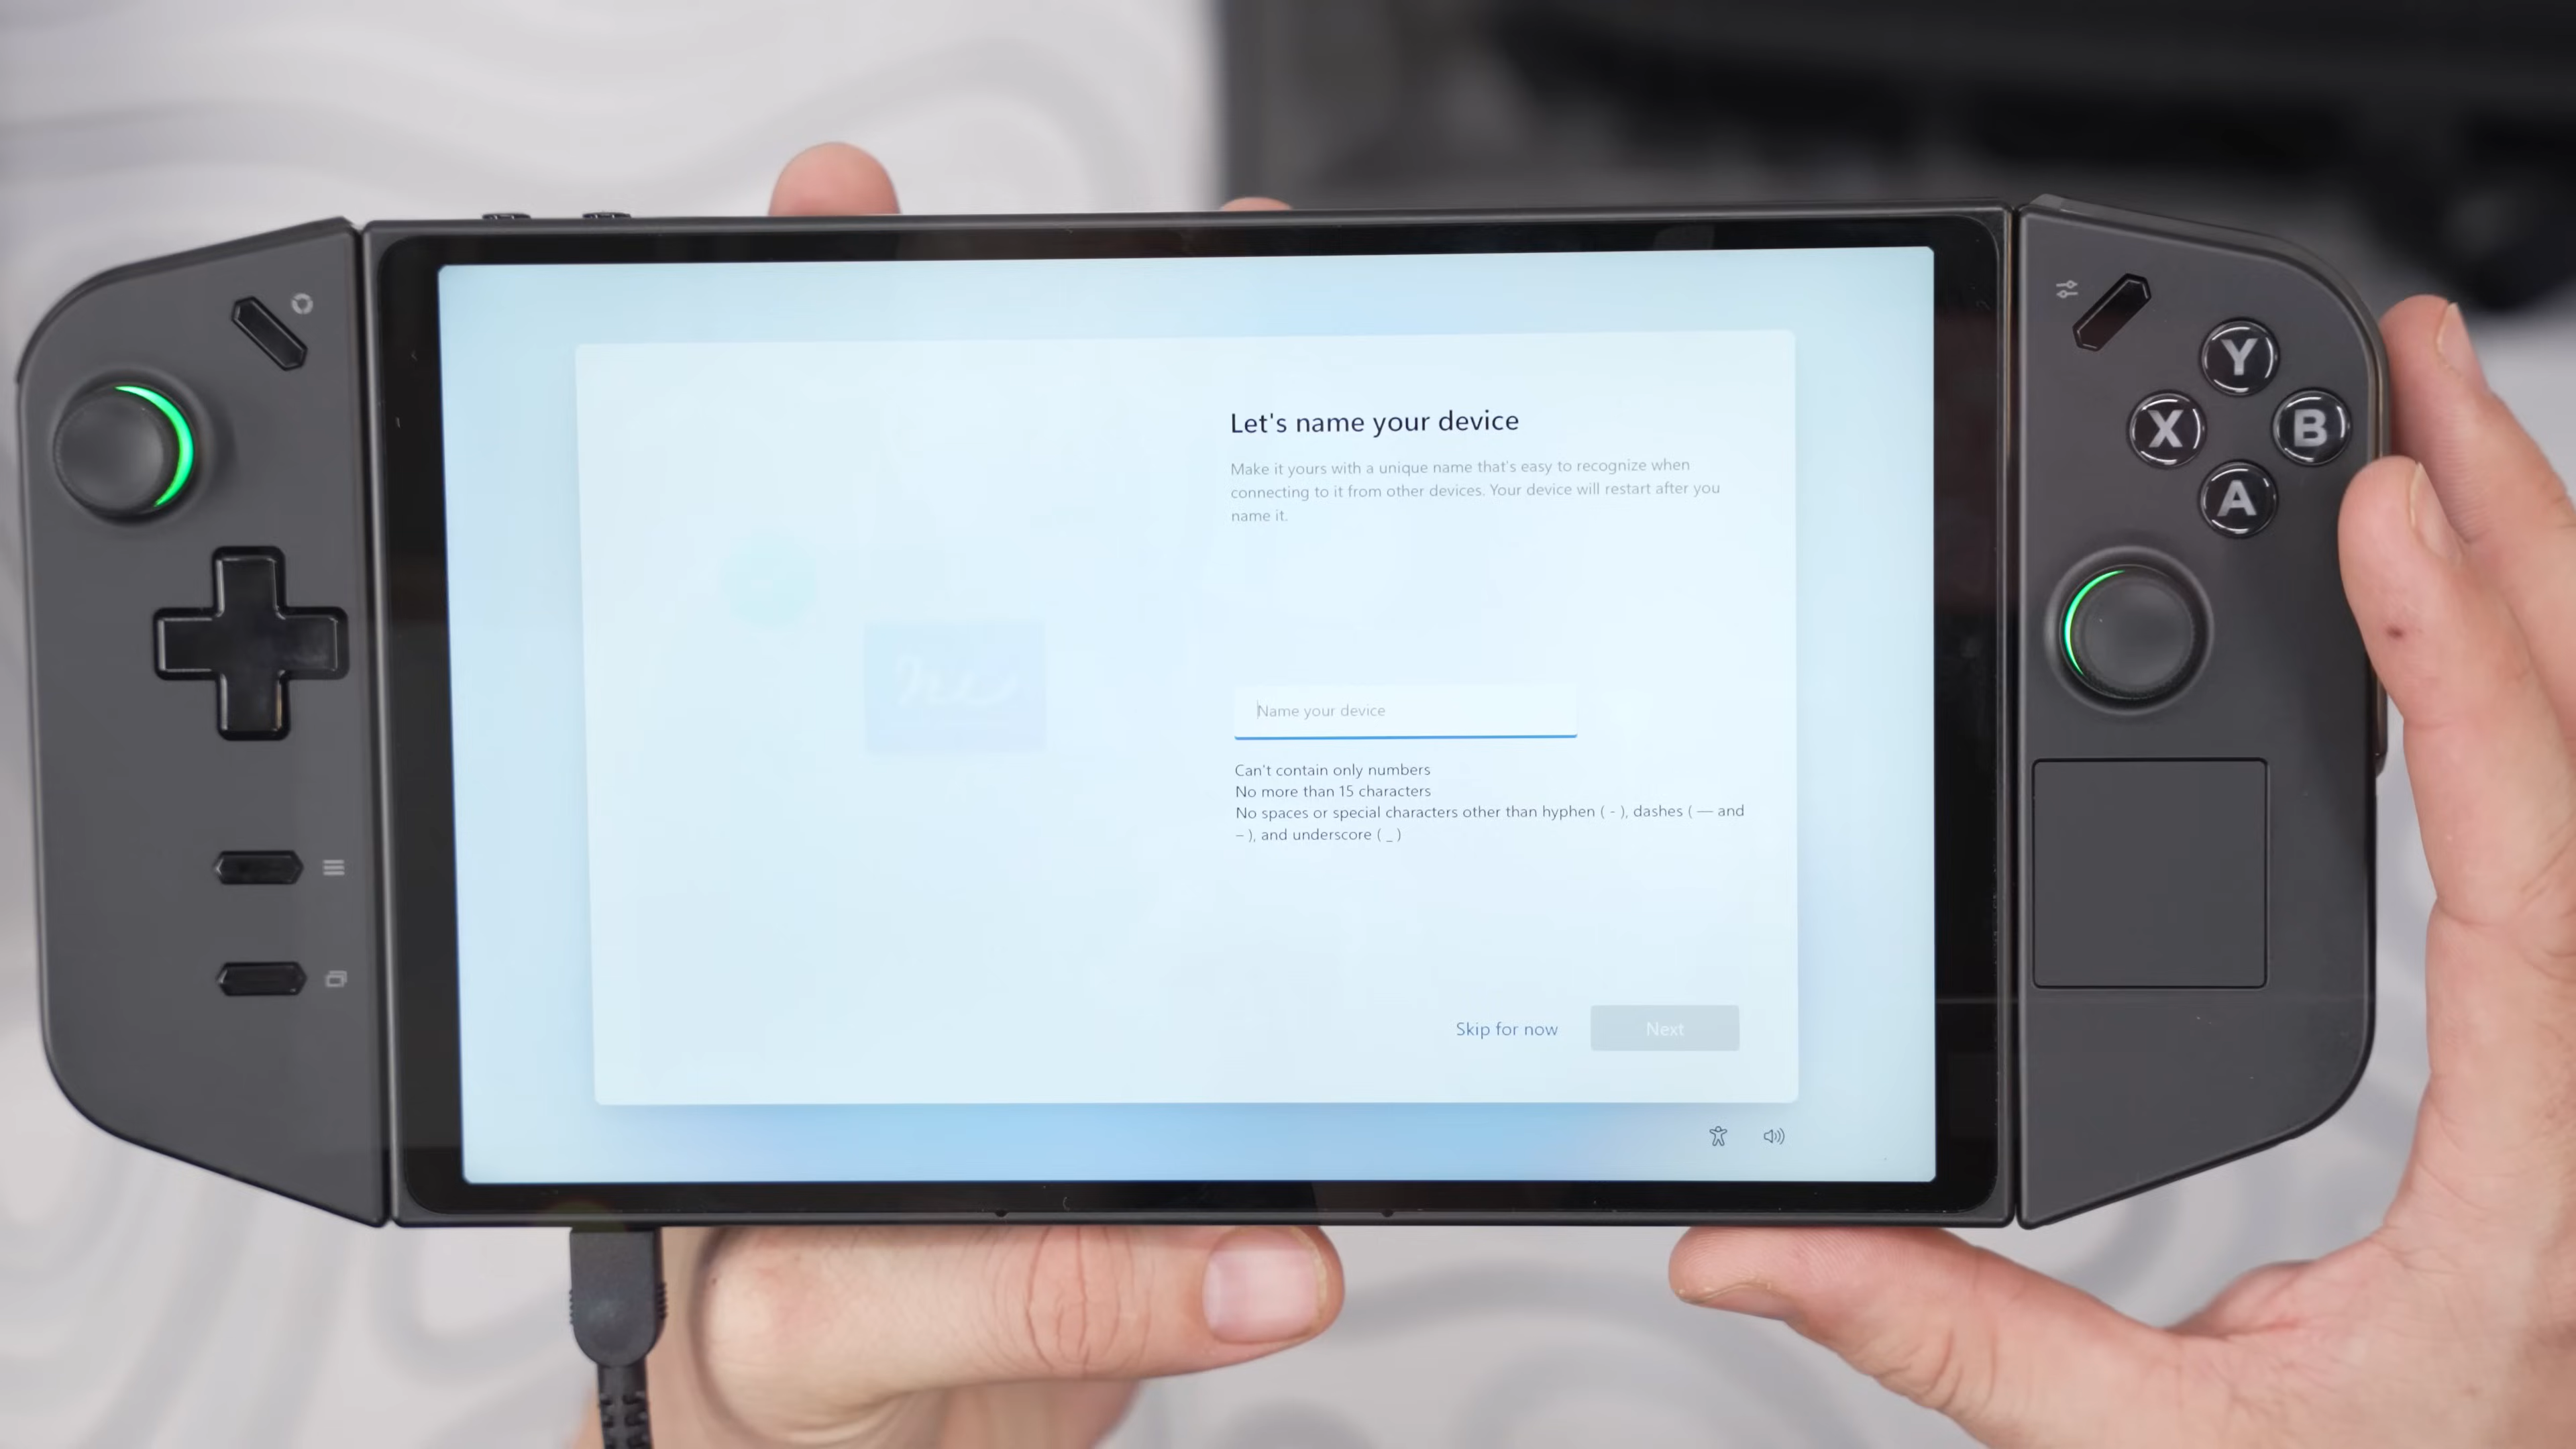 Let's name your device
Make it yours with a unique name that's easy to recognize when
connecting to it from other devices. Your device will restart after you
name it.
Name your device
Can't contain only numbers
No more than 15 characters
No spaces or special characters other than hyphen ( - ), dashes ( — and
– ), and underscore ( _ )
Skip for now
Next
Y
X
B
A